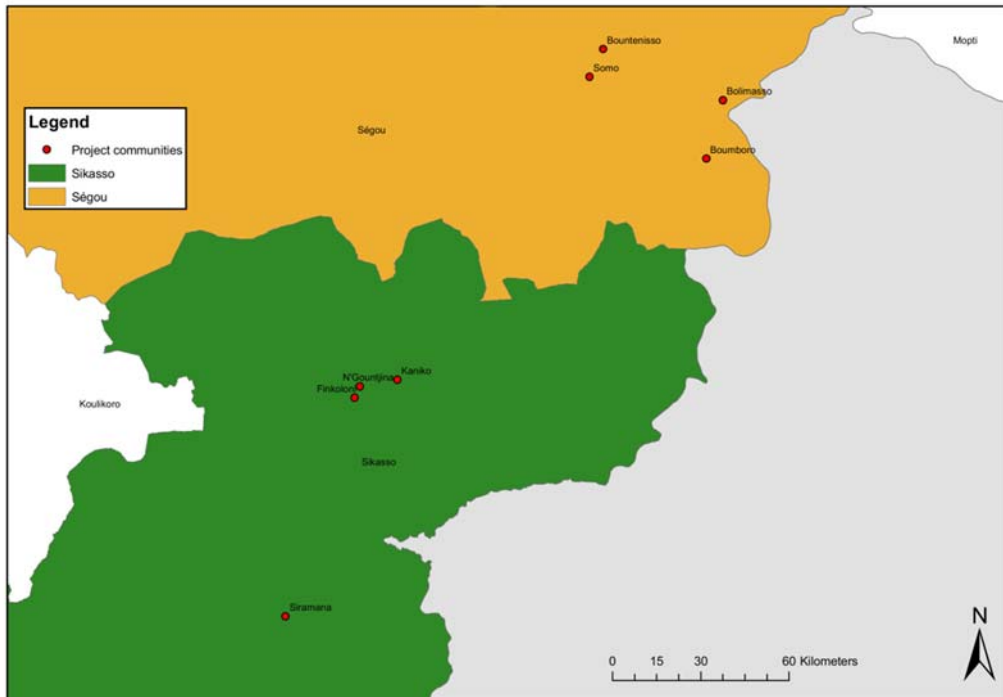 Mopti
Bountenisso
Somo
Bolimasso
Boumboro
Ségou
Legend
Project communities
Sikasso
Ségou
Kaniko
N'Gountjina
Finkoloni
Koulikoro
Sikasso
Siramana
N
0 15 30 60 Kilometers